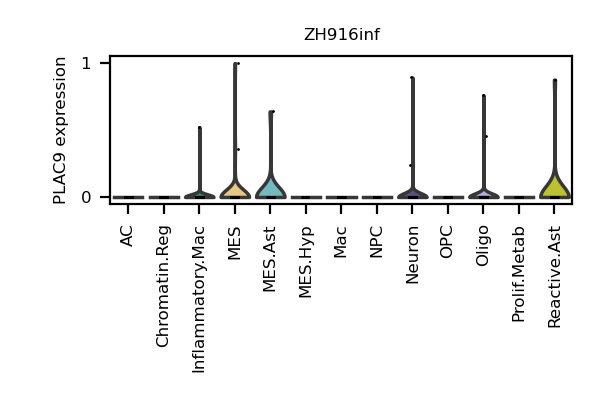 ZH916inf
PLAC9 expression
1
0
AC
Chromatin.Reg
Inflammatory.Mac
MES
MES.Ast
MES.Hyp
Mac
NPC
Neuron
OPC
Oligo
Prolif.Metab
Reactive.Ast